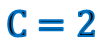 ℂ = 2